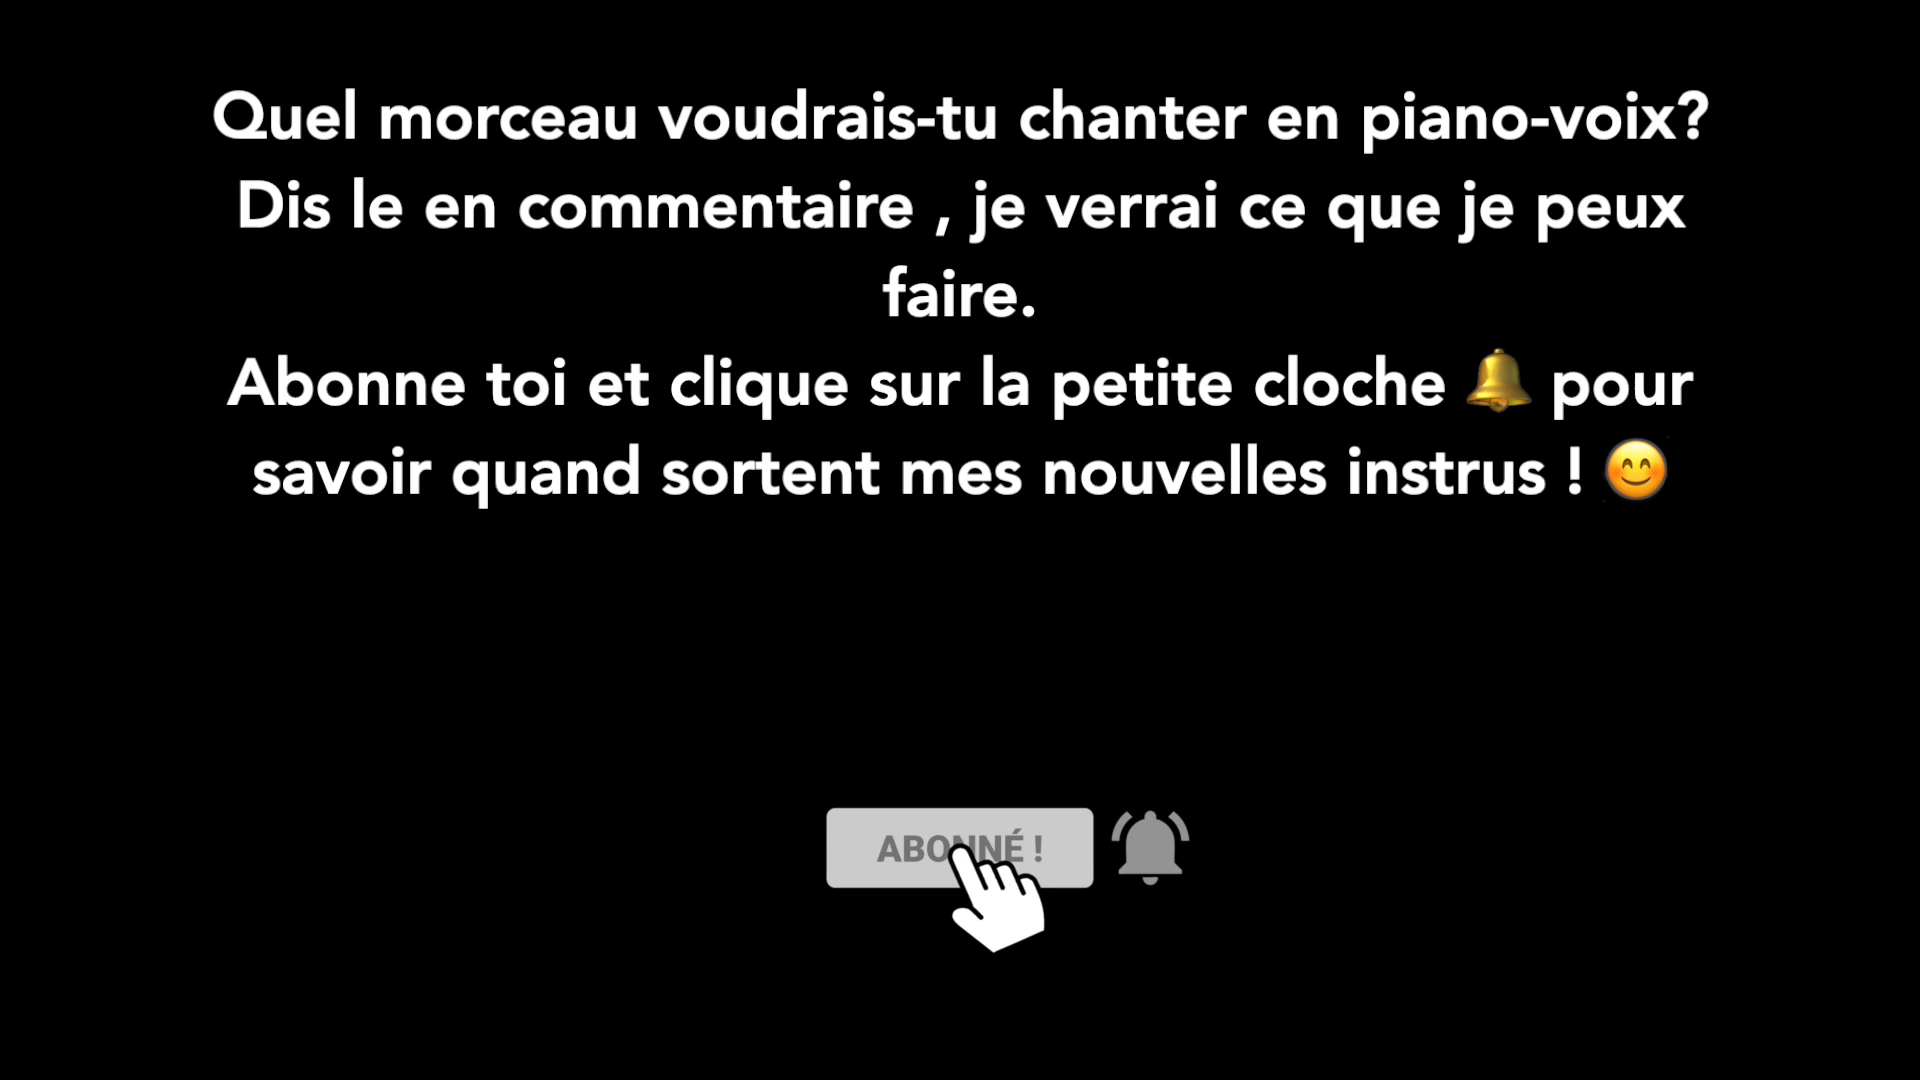 Quel morceau voudrais-tu chanter en piano-voix?
Dis le en commentaire , je verrai ce que je peux
faire.
Abonne toi et clique sur la petite cloche 🔔 pour
savoir quand sortent mes nouvelles instrus ! 😊
ABONNÉ !